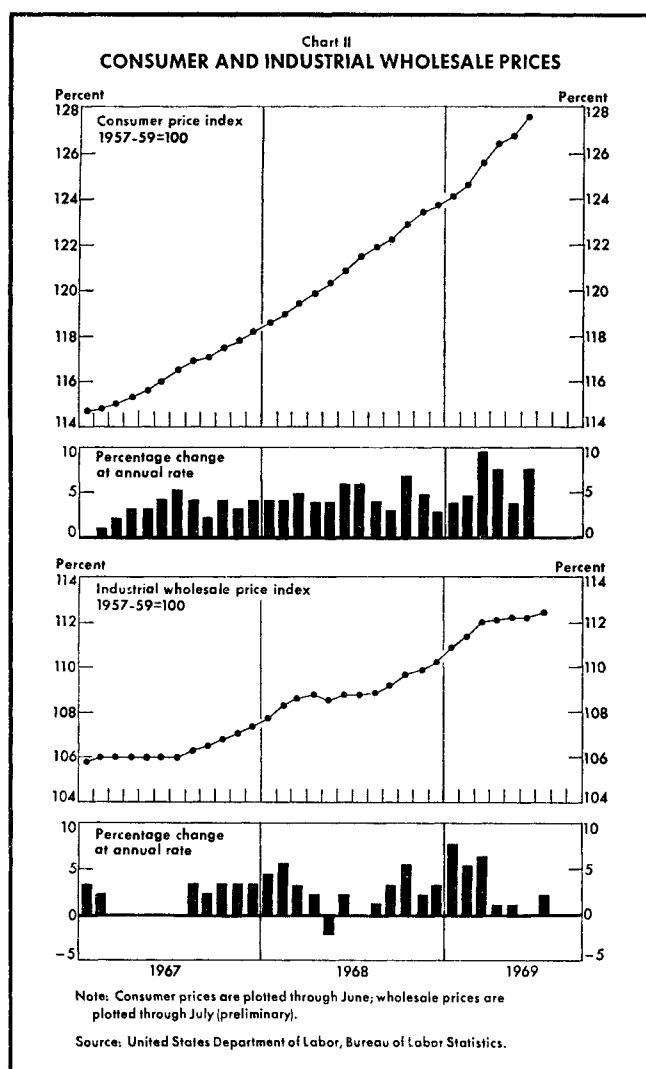 Chart II
CONSUMER AND INDUSTRIAL WHOLESALE PRICES
Percent Percent
128 128
Consumer price index
1957-59=100
126 126
124 124
122 122
120 120
118 118
116 116
114 114
10 10
Percentage change
at annual rate
5 5
0 0
Percent Percent
114 114
Industrial wholesale price index
1957-59=100
112 112
110 110
108 108
106 106
104 104
10 10
Percentage change
at annual rate
5 5
0 0
-5 -5
1967 1968 1969
Note: Consumer prices are plotted through June; wholesale prices are
plotted through July (preliminary).
Source: United States Department of Labor, Bureau of Labor Statistics.